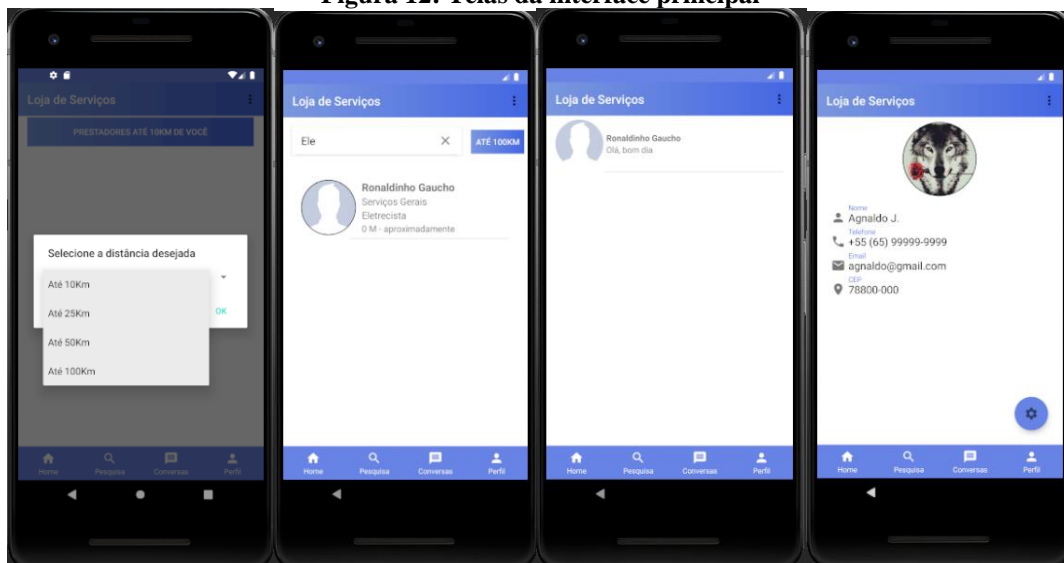 Figura 12: Telas da interface principal
Loja de Serviços
PRESTADORES ATÉ 10KM DE VOCÊ
Selecione a distância desejada
Até 10Km
Até 25Km
OK
Até 50Km
Até 100Km
Home Pesquisa Conversas Perfil
Loja de Serviços
Ele
ATÉ 100KM
Ronaldinho Gaucho
Serviços Gerais
Eletrecista
0 M - aproximadamente
Home Pesquisa Conversas Perfil
Loja de Serviços
Ronaldinho Gaucho
Olá, bom dia
Home Pesquisa Conversas Perfil
Loja de Serviços
Nome
Agnaldo J.
Telefone
+55 (65) 99999-9999
Email
agnaldo@gmail.com
CEP
78800-000
Home Pesquisa Conversas Perfil